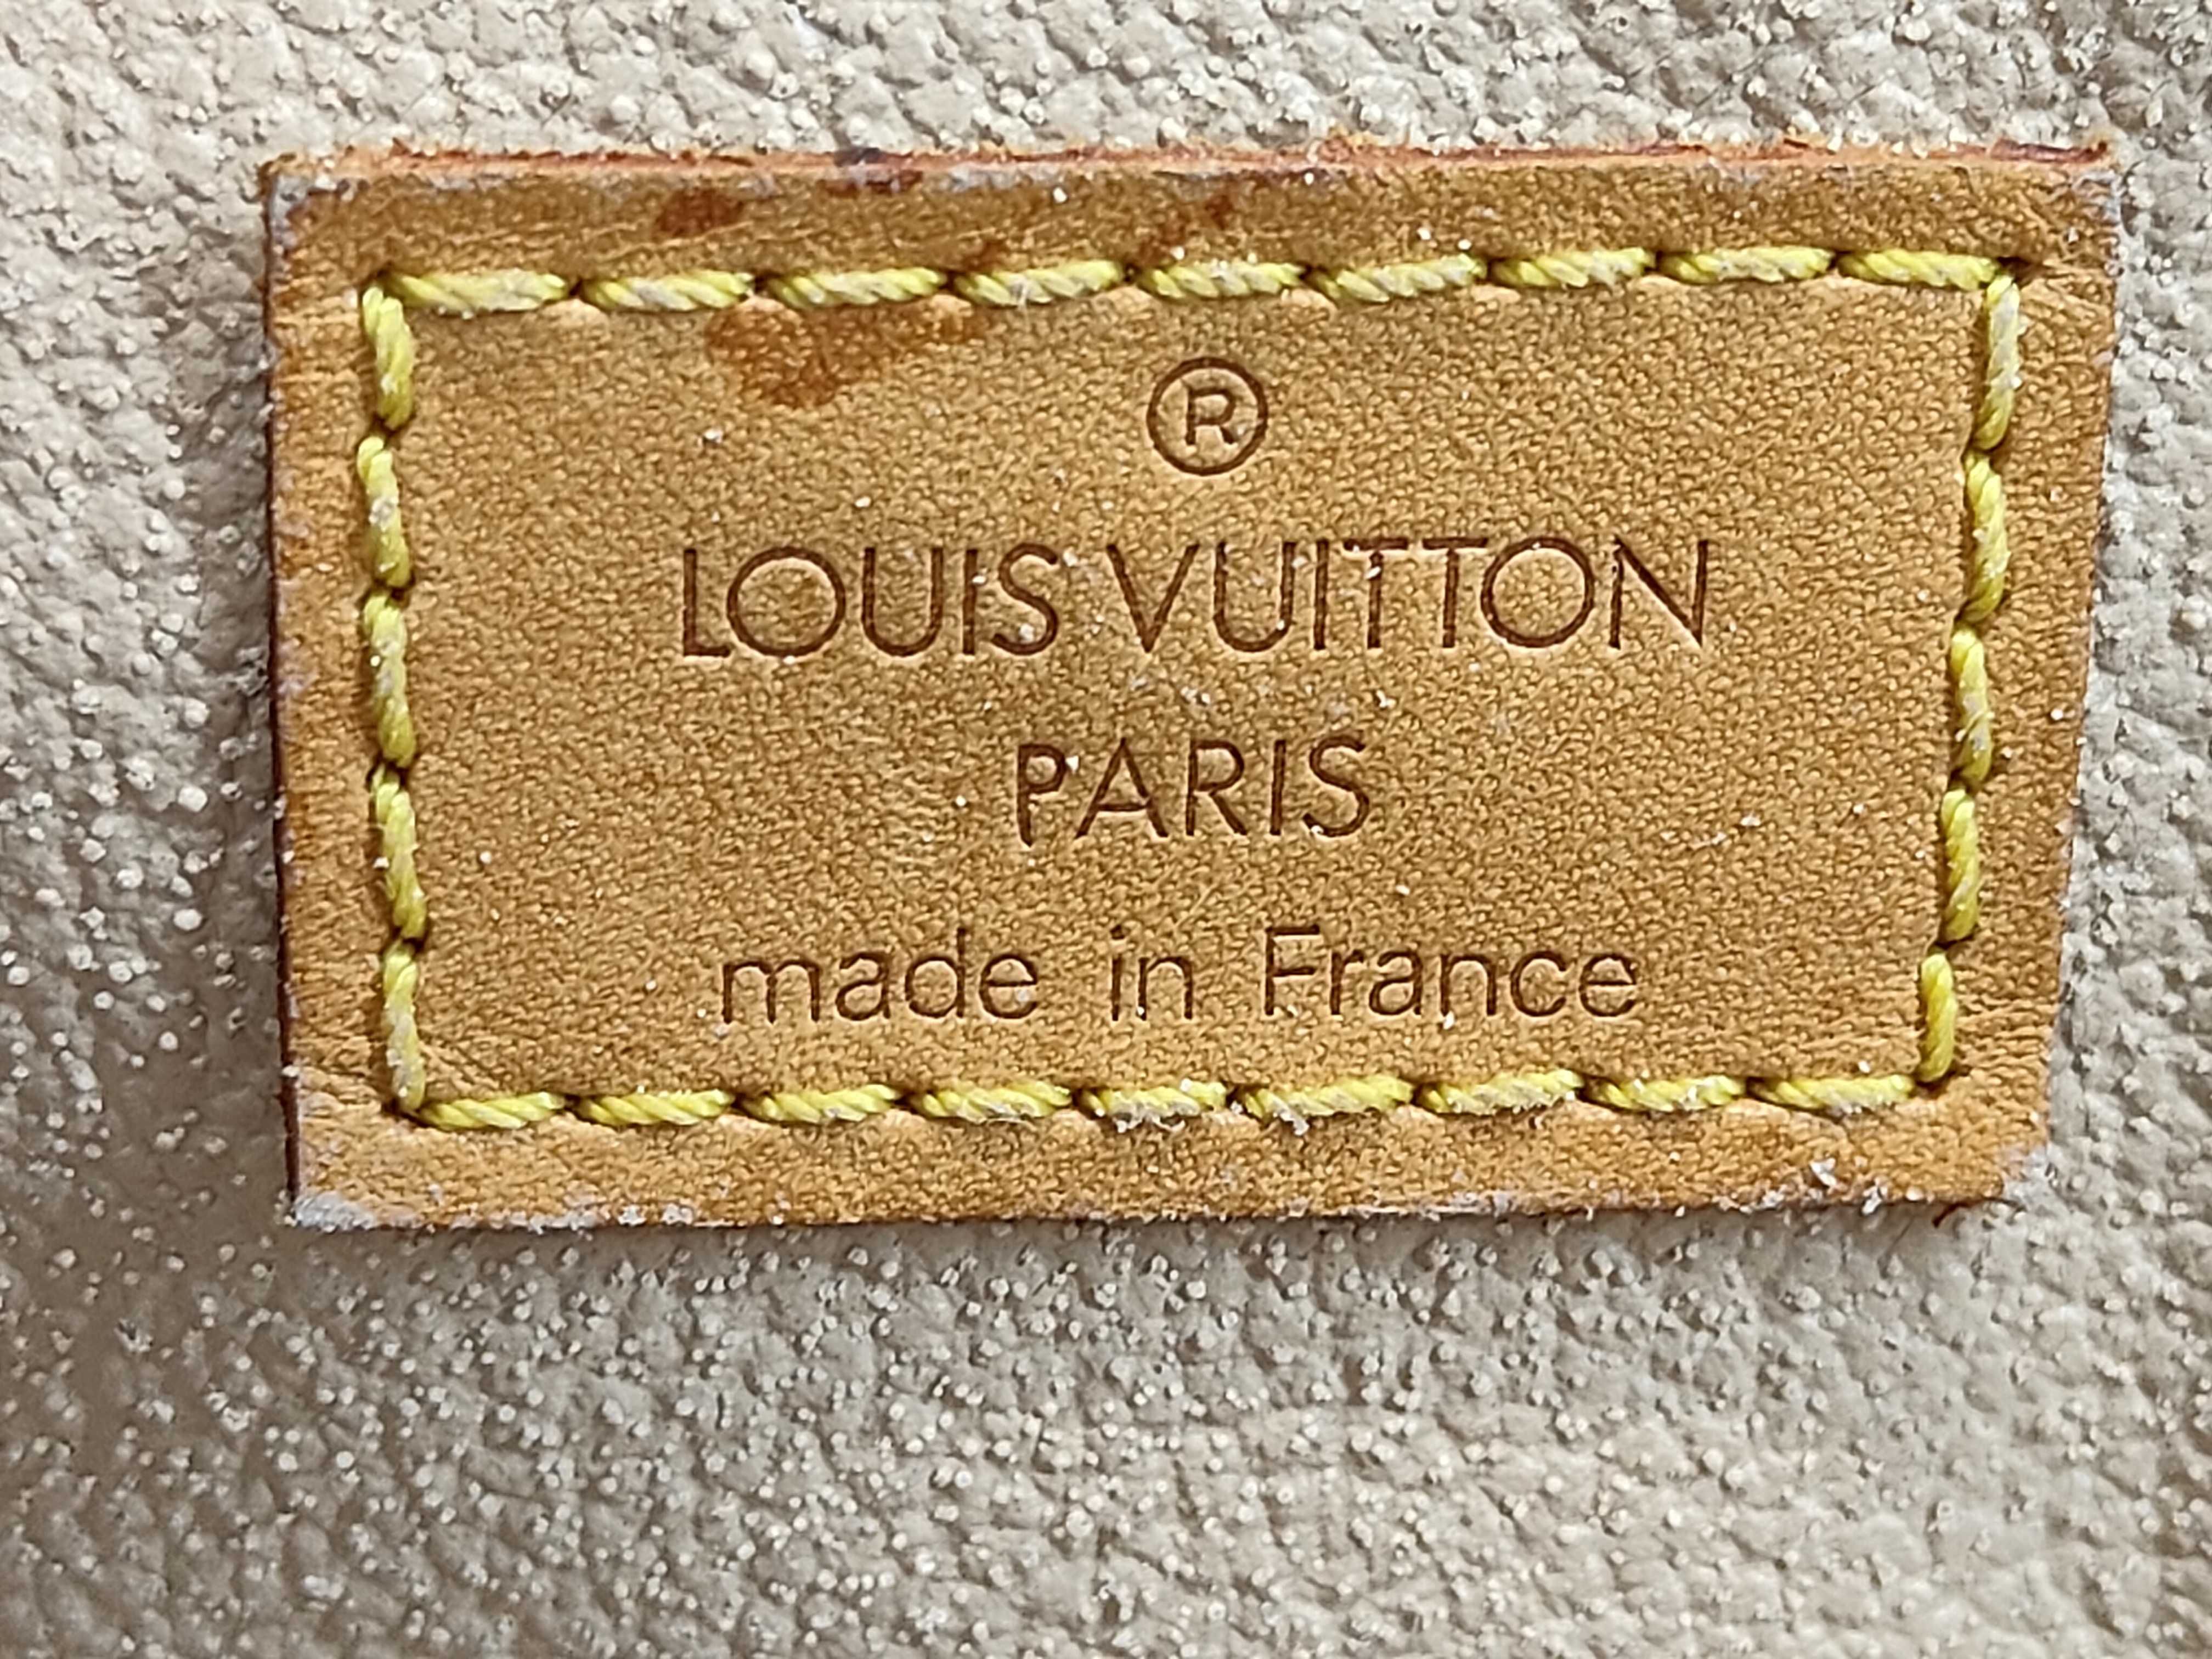 ®
LOUIS VUITTON
PARIS
made in France